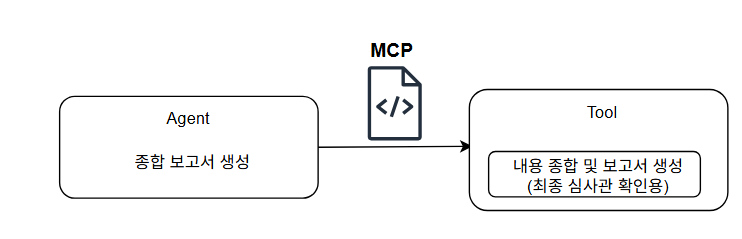 MCP
</>
Agent
종합 보고서 생성
Tool
내용 종합 및 보고서 생성
(최종 심사관 확인용)